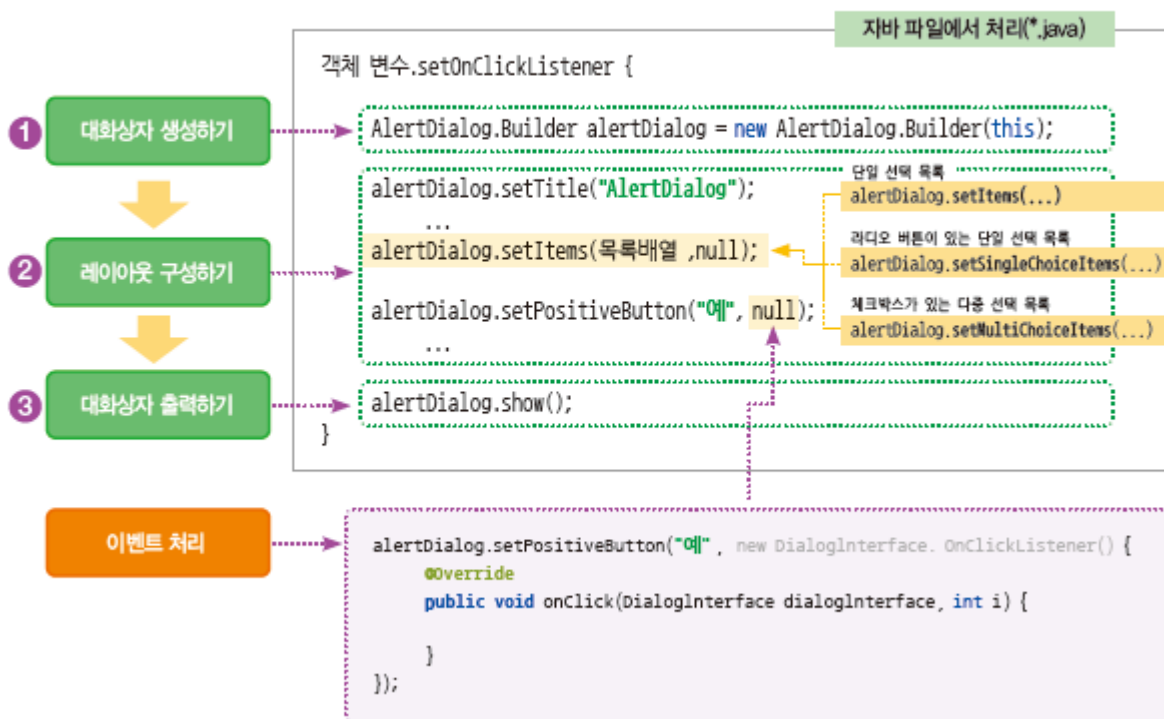 자바 파일에서 처리(*.java)
객체 변수.setOnClickListener {
1 대화상자 생성하기
AlertDialog.Builder alertDialog = new AlertDialog.Builder(this);
2 레이아웃 구성하기
alertDialog.setTitle("AlertDialog");
...
alertDialog.setItems(목록배열 ,null);
alertDialog.setPositiveButton("예", null);
...
단일 선택 목록
alertDialog.setItems(...)
라디오 버튼이 있는 단일 선택 목록
alertDialog.setSingleChoiceItems(...)
체크박스가 있는 다중 선택 목록
alertDialog.setMultiChoiceItems(...)
3 대화상자 출력하기
alertDialog.show();
}
이벤트 처리
alertDialog.setPositiveButton("예", new DialogInterface. OnClickListener() {
@Override
public void onClick(DialogInterface dialogInterface, int i) {
}
});